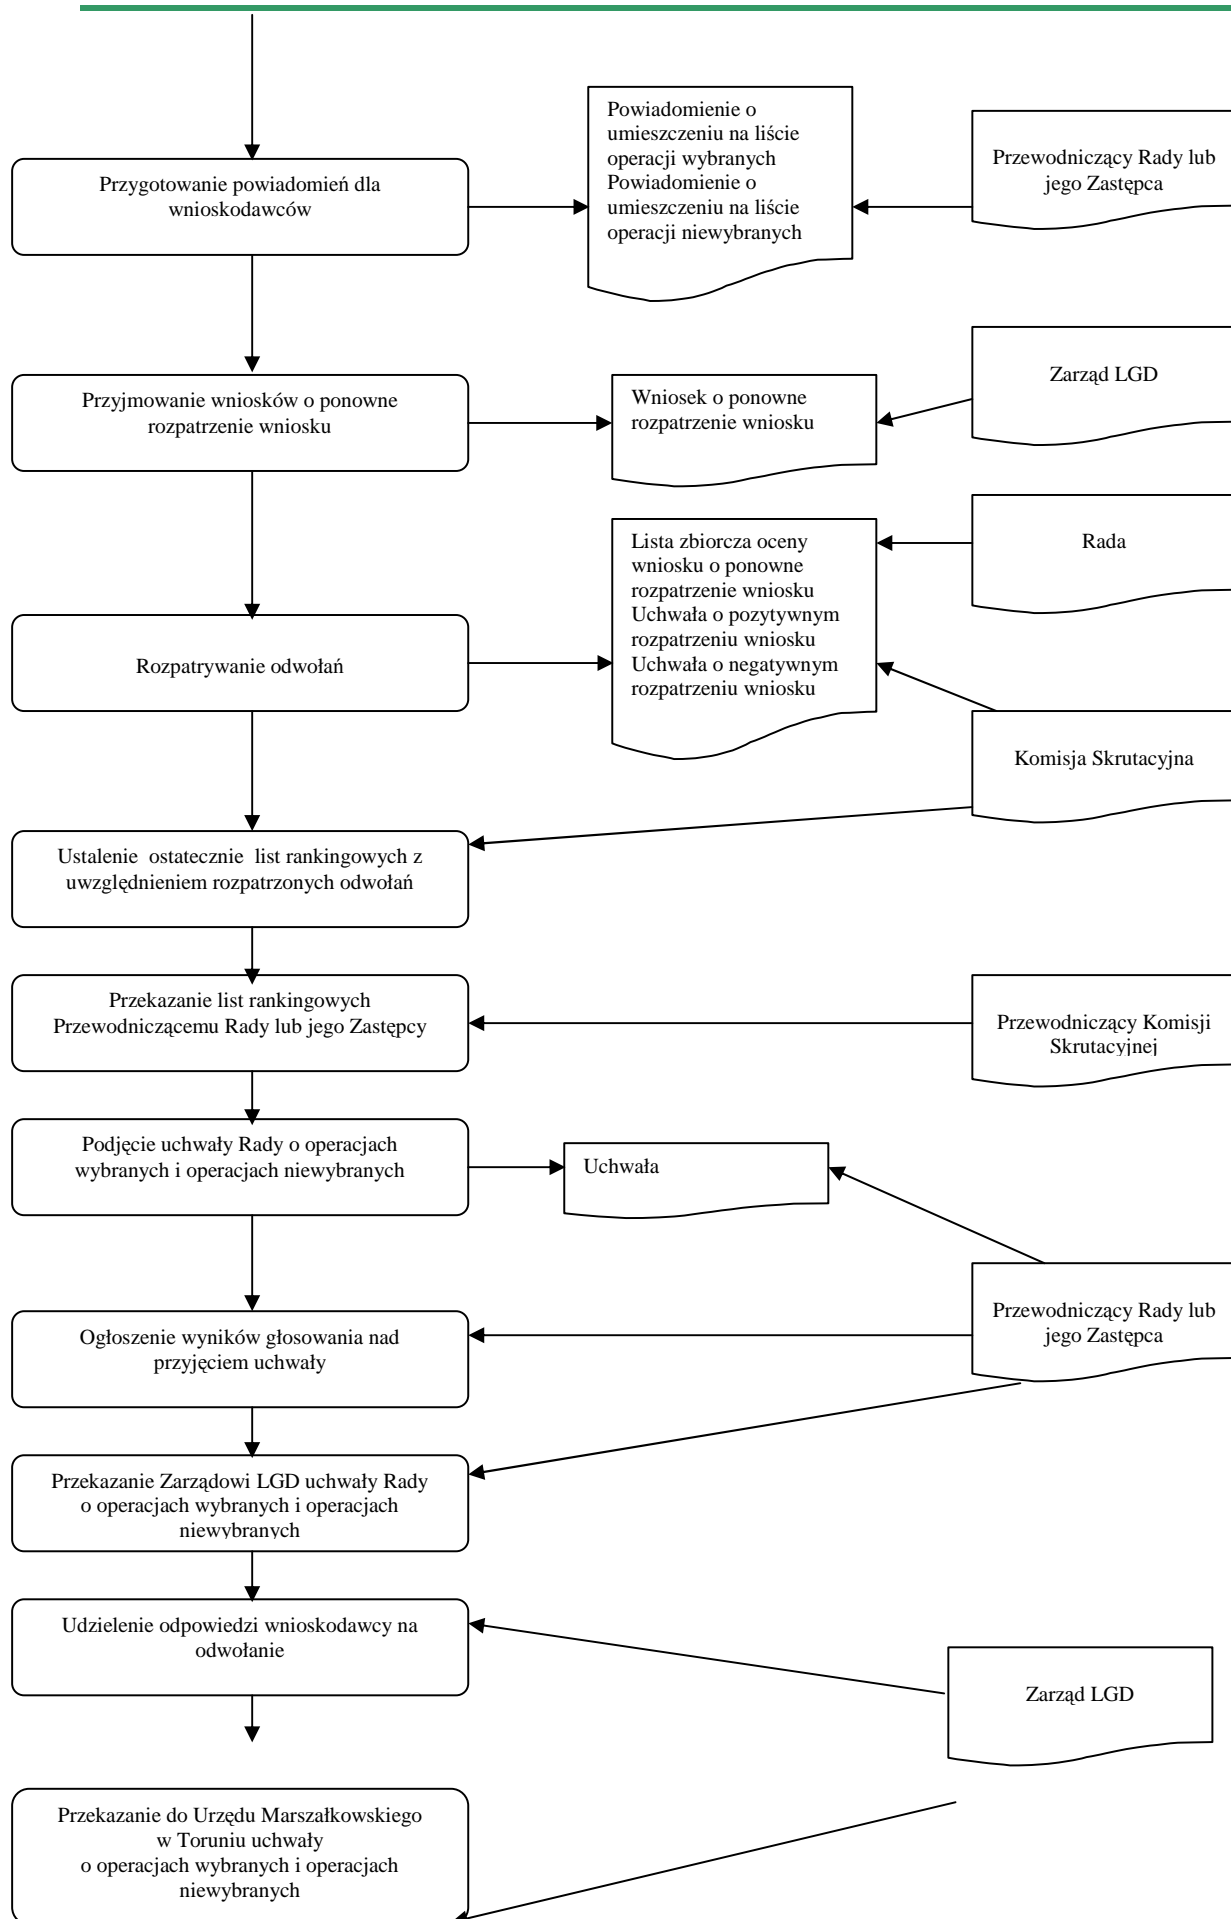 Przygotowanie powiadomień dla
wnioskodawców
Powiadomienie o
umieszczeniu na liście
operacji wybranych
Powiadomienie o
umieszczeniu na liście
operacji niewybranych
Przewodniczący Rady lub
jego Zastępca
Przyjmowanie wniosków o ponowne
rozpatrzenie wniosku
Wniosek o ponowne
rozpatrzenie wniosku
Zarząd LGD
Rozpatrywanie odwołań
Lista zbiorcza oceny
wniosku o ponowne
rozpatrzenie wniosku
Uchwała o pozytywnym
rozpatrzeniu wniosku
Uchwała o negatywnym
rozpatrzeniu wniosku
Rada
Komisja Skrutacyjna
Ustalenie  ostatecznie  list rankingowych z
uwzględnieniem rozpatrzonych odwołań
Przekazanie list rankingowych
Przewodniczącemu Rady lub jego Zastępcy
Przewodniczący Komisji
Skrutacyjnej
Podjęcie uchwały Rady o operacjach
wybranych i operacjach niewybranych
Uchwała
Ogłoszenie wyników głosowania nad
przyjęciem uchwały
Przewodniczący Rady lub
jego Zastępca
Przekazanie Zarządowi LGD uchwały Rady
o operacjach wybranych i operacjach
niewybranych
Udzielenie odpowiedzi wnioskodawcy na
odwołanie
Zarząd LGD
Przekazanie do Urzędu Marszałkowskiego
w Toruniu uchwały
o operacjach wybranych i operacjach
niewybranych